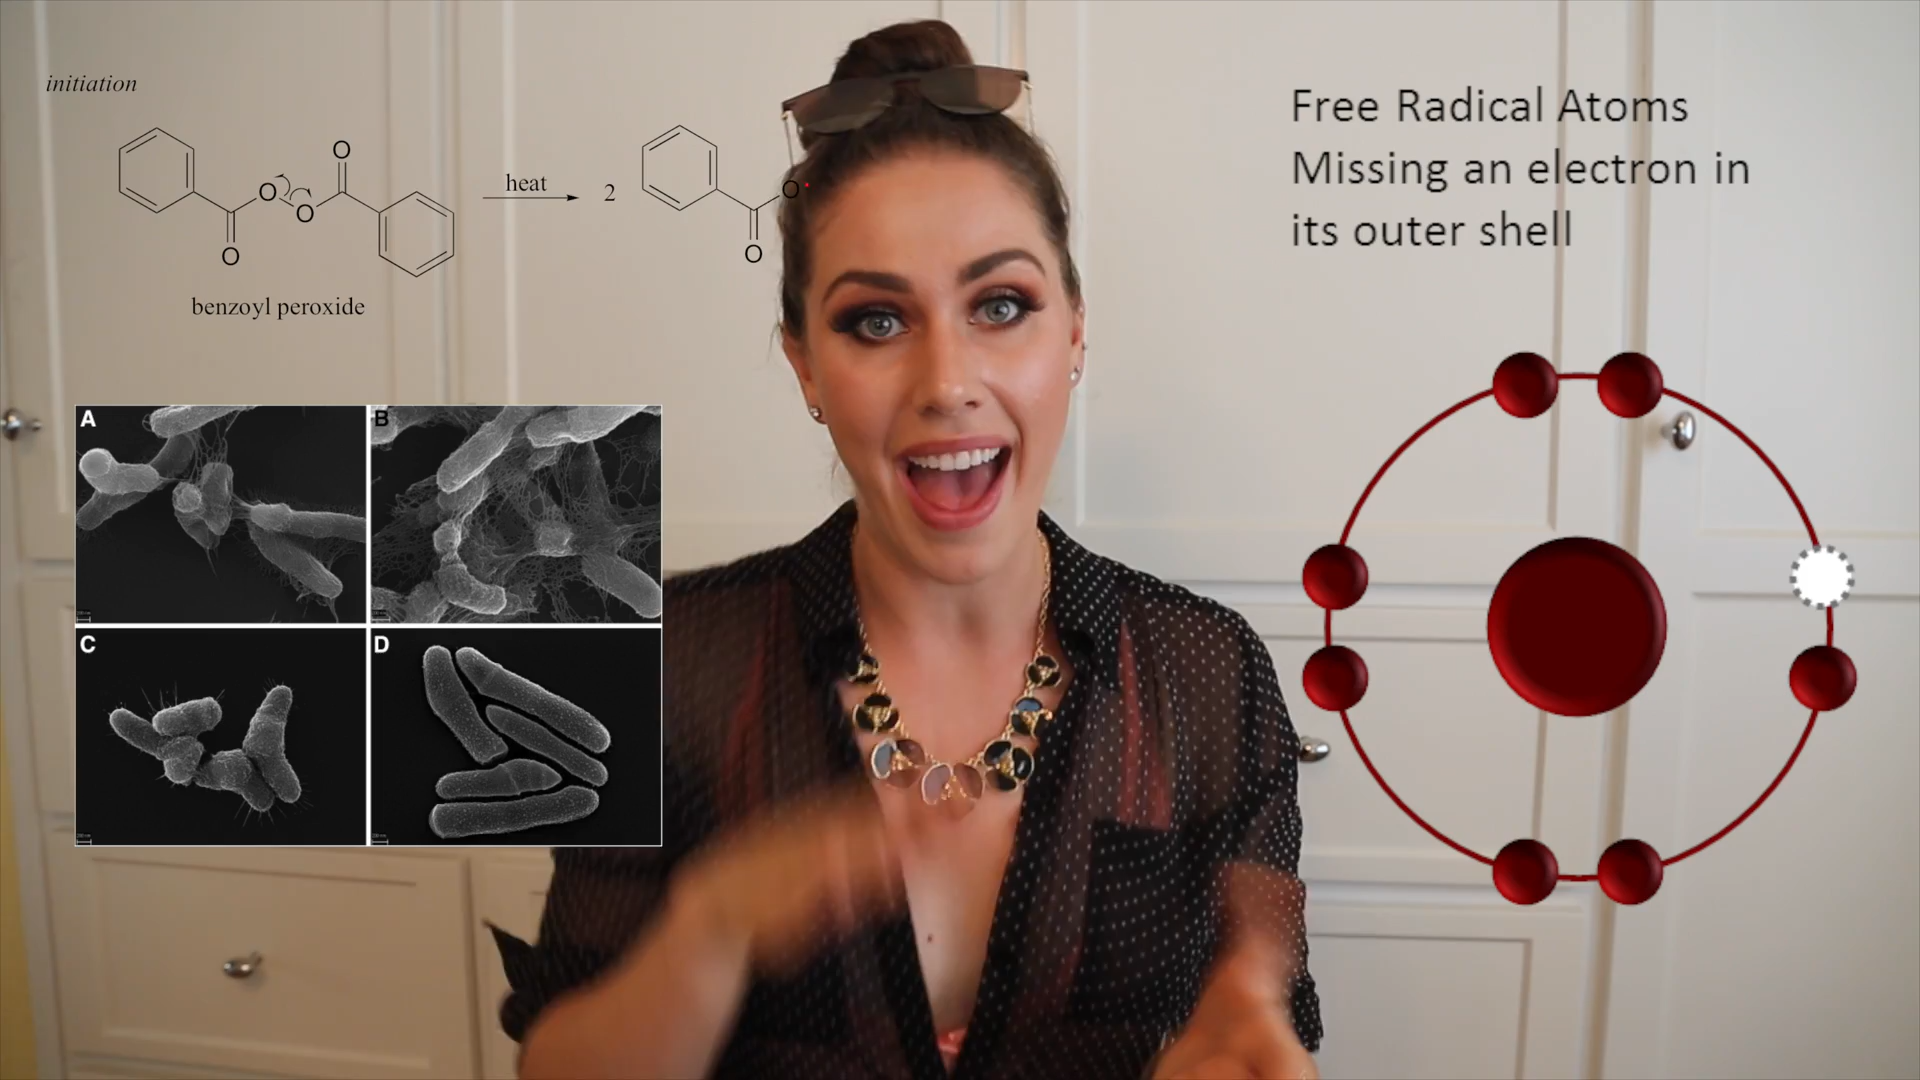 initiation
O
O
O
O
heat
2
O
O
benzoyl peroxide
Free Radical Atoms
Missing an electron in
its outer shell
A
B
C
D